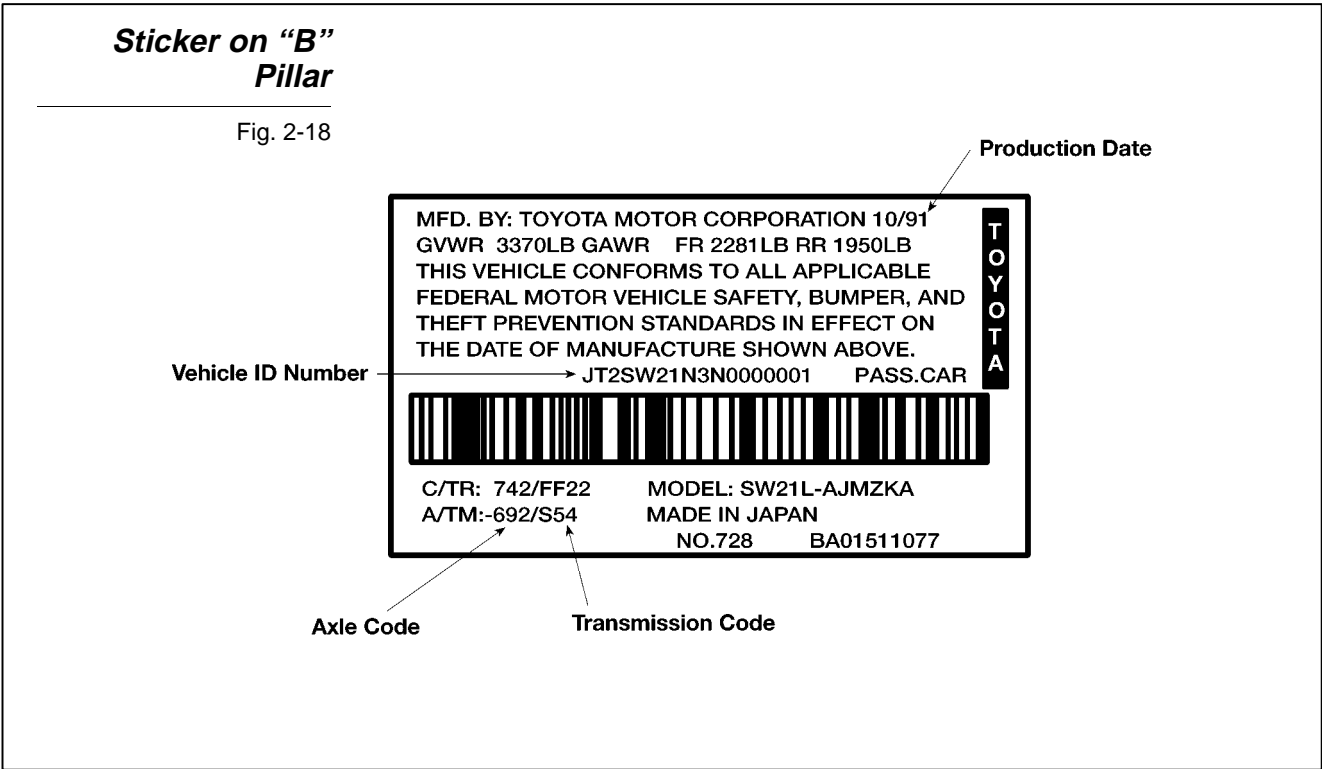 Sticker on “B”
Pillar
Fig. 2-18
Production Date
MFD. BY: TOYOTA MOTOR CORPORATION 10/91
GVWR 3370LB GAWR FR 2281LB RR 1950LB
THIS VEHICLE CONFORMS TO ALL APPLICABLE
FEDERAL MOTOR VEHICLE SAFETY, BUMPER, AND
THEFT PREVENTION STANDARDS IN EFFECT ON
THE DATE OF MANUFACTURE SHOWN ABOVE.
TOYOTA
Vehicle ID Number
JT2SW21N3N0000001 PASS.CAR
C/TR: 742/FF22 MODEL: SW21L-AJMZKA
A/TM:-692/S54 MADE IN JAPAN
NO.728 BA01511077
Axle Code
Transmission Code